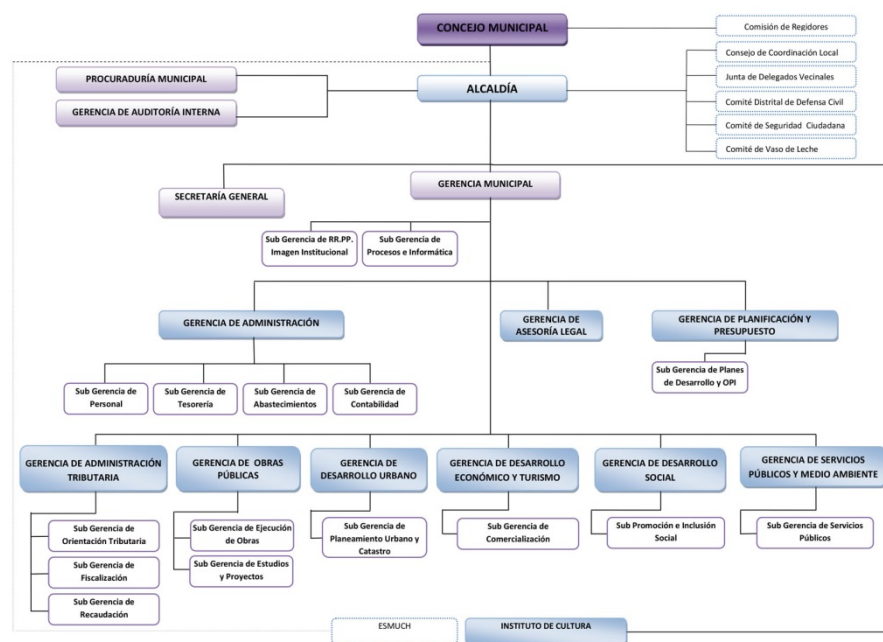 CONCEJO MUNICIPAL
Comisión de Regidores
Consejo de Coordinación Local
Junta de Delegados Vecinales
Comité Distrital de Defensa Civil
Comité de Seguridad Ciudadana
Comité de Vaso de Leche
PROCURADURÍA MUNICIPAL
GERENCIA DE AUDITORÍA INTERNA
ALCALDÍA
SECRETARÍA GENERAL
GERENCIA MUNICIPAL
Sub Gerencia de RR.PP.
Imagen Institucional
Sub Gerencia de
Procesos e Informática
GERENCIA DE ADMINISTRACIÓN
GERENCIA DE
ASESORÍA LEGAL
GERENCIA DE PLANIFICACIÓN Y
PRESUPUESTO
Sub Gerencia de Planes
de Desarrollo y OPI
Sub Gerencia de
Personal
Sub Gerencia de
Tesorería
Sub Gerencia de
Abastecimientos
Sub Gerencia de
Contabilidad
GERENCIA DE ADMINISTRACIÓN
TRIBUTARIA
GERENCIA DE OBRAS
PÚBLICAS
GERENCIA DE
DESARROLLO URBANO
GERENCIA DE DESARROLLO
ECONÓMICO Y TURISMO
GERENCIA DE DESARROLLO
SOCIAL
GERENCIA DE SERVICIOS
PÚBLICOS Y MEDIO AMBIENTE
Sub Gerencia de
Orientación Tributaria
Sub Gerencia de
Fiscalización
Sub Gerencia de
Recaudación
Sub Gerencia de Ejecución
de Obras
Sub Gerencia de Estudios
y Proyectos
Sub Gerencia de
Planeamiento Urbano y
Catastro
Sub Gerencia de
Comercialización
Sub Promoción e Inclusión
Social
Sub Gerencia de Servicios
Públicos
ESMUCH
INSTITUTO DE CULTURA